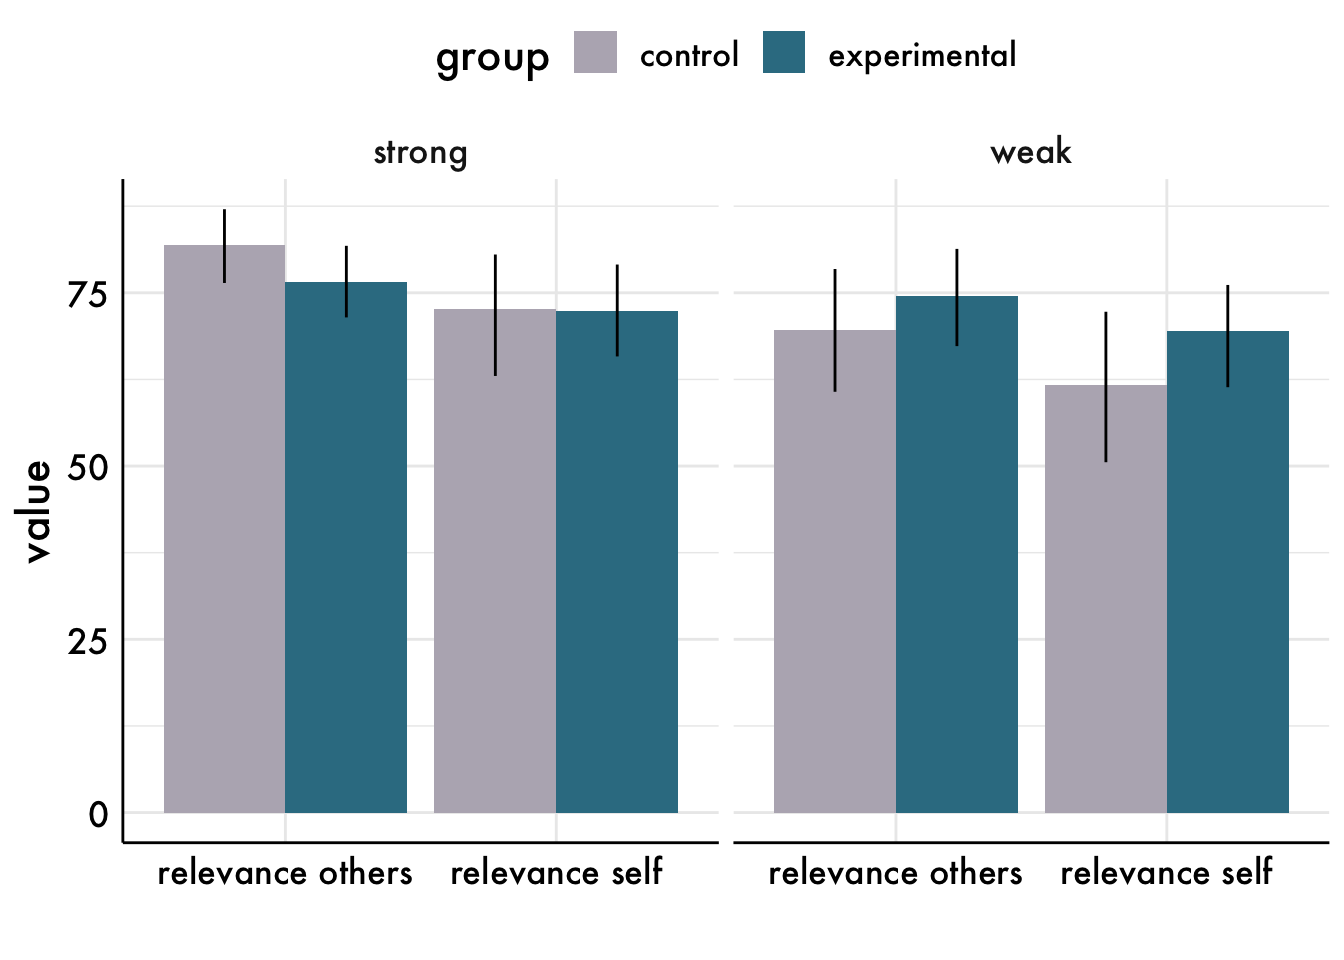 group control experimental
strong weak
value
75
50
25
0
relevance others relevance self relevance others relevance self